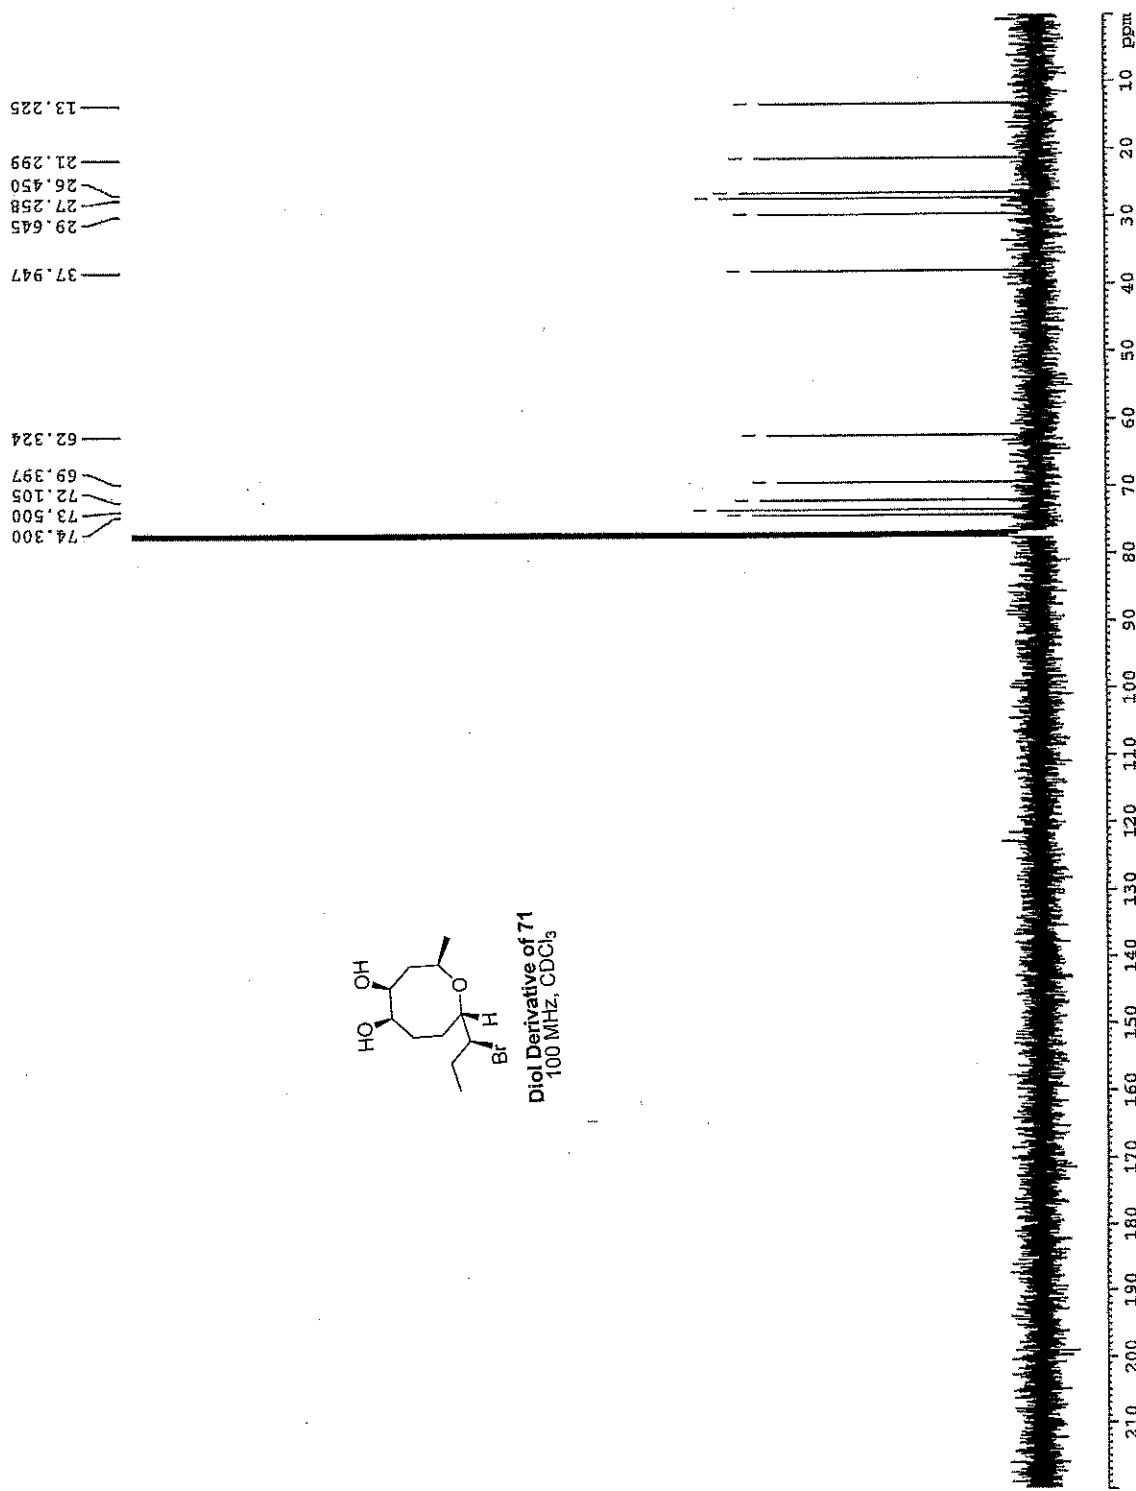 74.300
73.500
72.105
69.397
62.324
37.947
29.645
27.258
26.450
21.299
13.225
HO
OH
O
H
Br
Diol Derivative of 71
100 MHz, CDCl₃
210 200 190 180 170 160 150 140 130 120 110 100 90 80 70 60 50 40 30 20 10 ppm